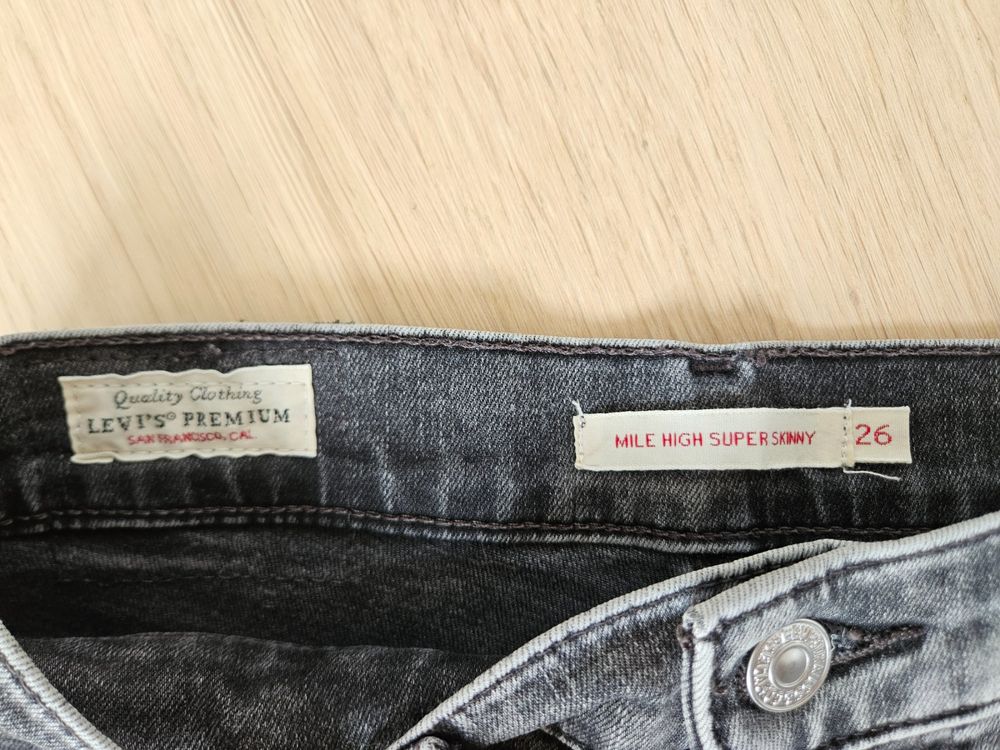 Quality Clothing
LEVI'S® PREMIUM
SAN FRANCISCO, CAL.
MILE HIGH SUPER SKINNY 26